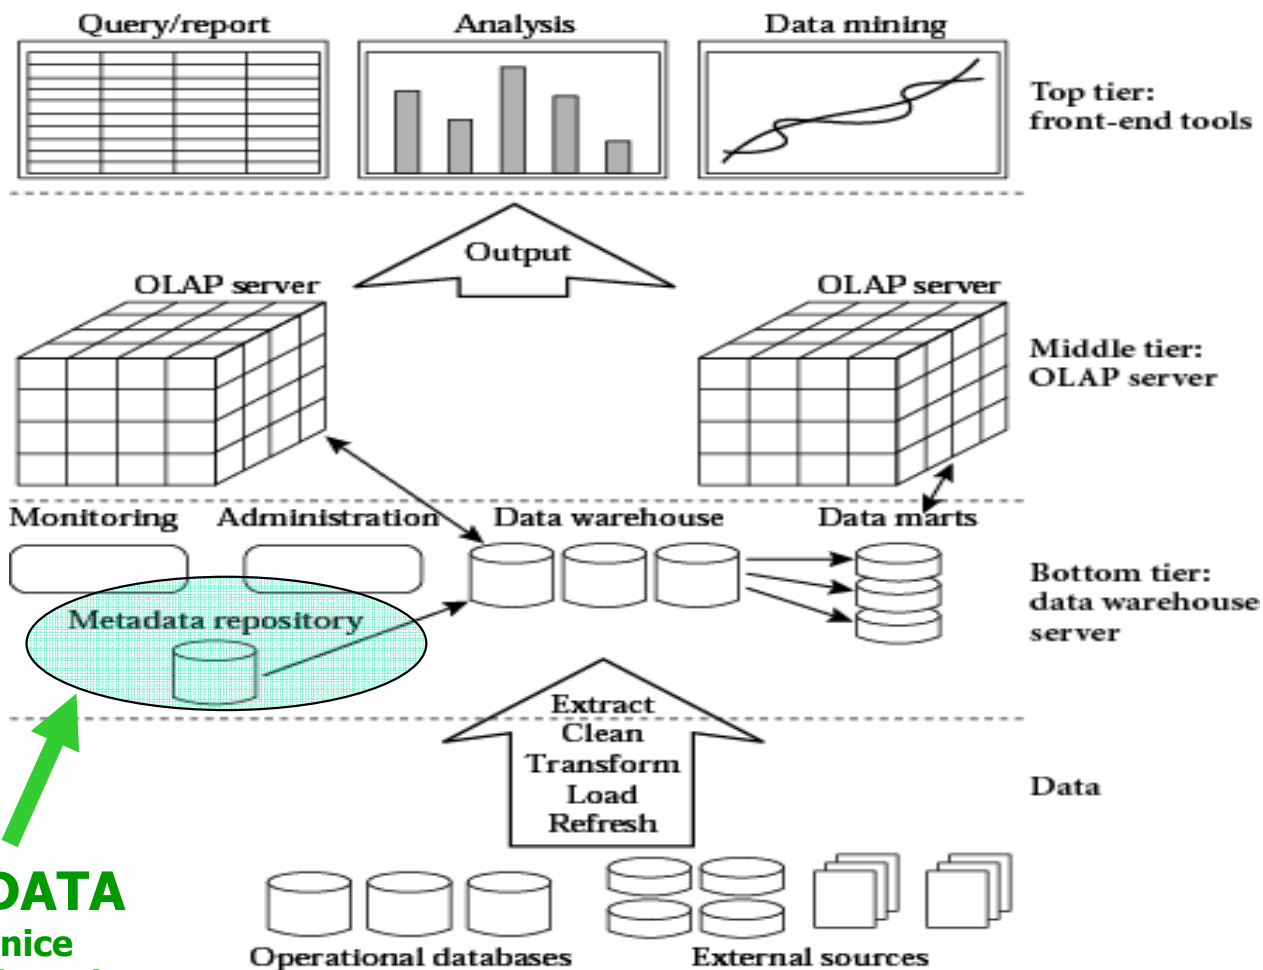 Query/report
Analysis
Data mining
Top tier:
front-end tools
Output
OLAP server
OLAP server
Middle tier:
OLAP server
Monitoring
Administration
Data warehouse
Data marts
Bottom tier:
data warehouse
server
Metadata repository
Extract
Clean
Transform
Load
Refresh
Data
DATA
nice
Operational databases
External sources